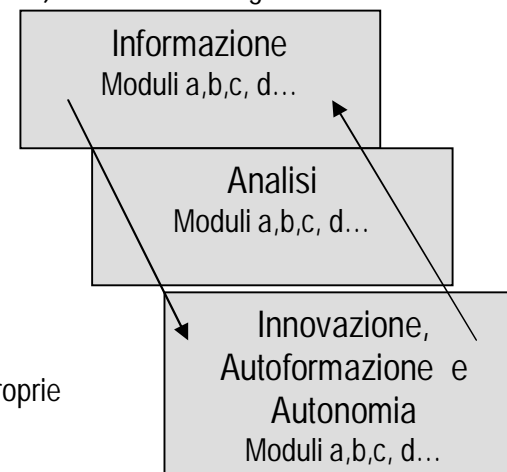 Informazione
Moduli a,b,c, d…
Analisi
Moduli a,b,c, d…
Innovazione,
Autoformazione e
Autonomia
Moduli a,b,c, d…
roprie